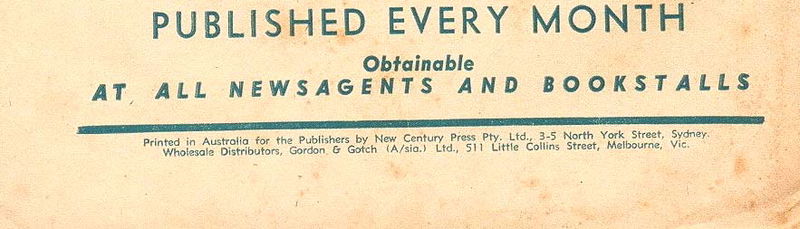 PUBLISHED EVERY MONTH
Obtainable
AT ALL NEWSAGENTS AND BOOKSTALLS
Printed in Australia for the Publishers by New Century Press Pty. Ltd., 3-5 North York Street, Sydney.
Wholesale Distributors, Gordon & Gotch (A/sia.) Ltd., 511 Little Collins Street, Melbourne, Vic.